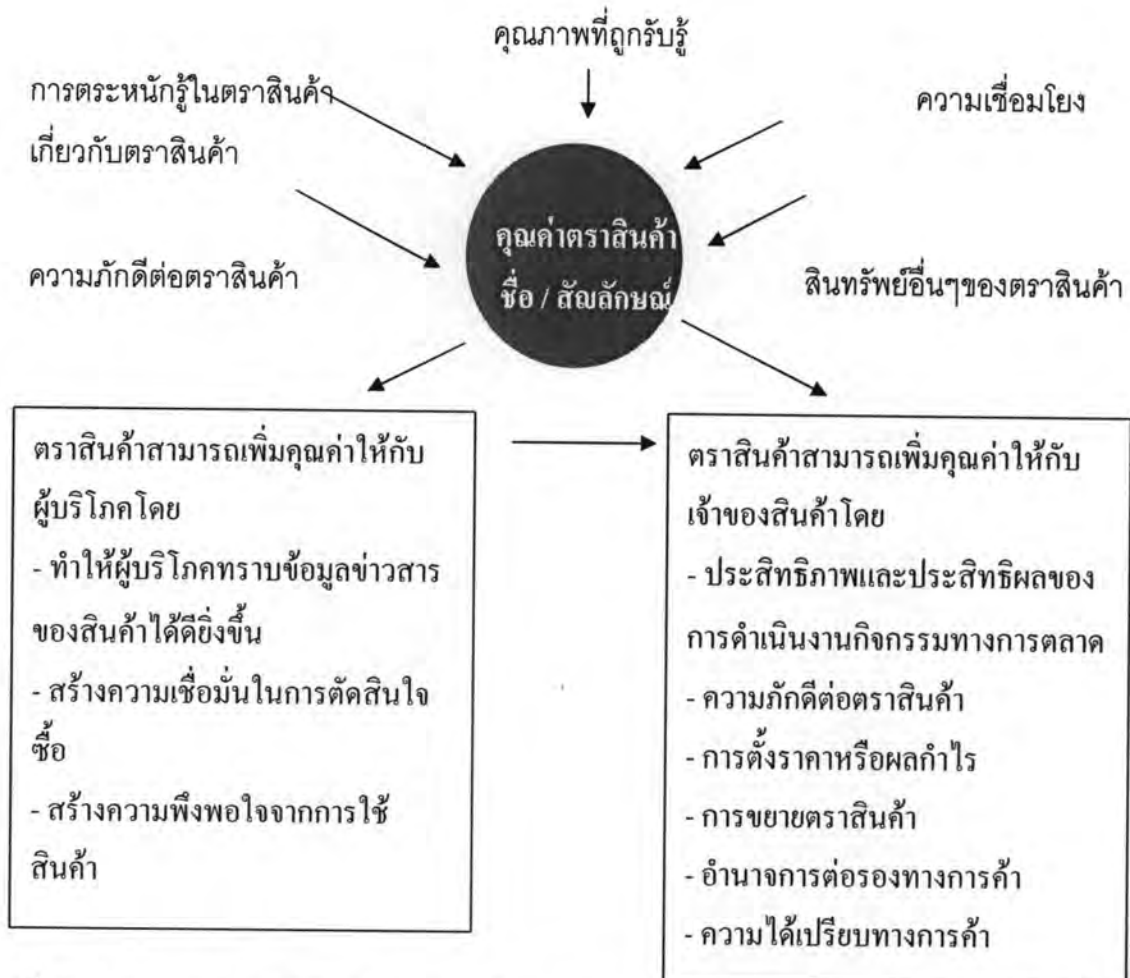 คุณภาพที่ถูกรับรู้
การตระหนักรู้ในตราสินค้า
เกี่ยวกับตราสินค้า
ความเชื่อมโยง
คุณค่าตราสินค้า
ชื่อ / สัญลักษณ์
ความภักดีต่อตราสินค้า
สินทรัพย์อื่นๆของตราสินค้า
ตราสินค้าสามารถเพิ่มคุณค่าให้กับ
ผู้บริโภคโดย
- ทำให้ผู้บริโภคทราบข้อมูลข่าวสาร
ของสินค้าได้ดียิ่งขึ้น
- สร้างความเชื่อมั่นในการตัดสินใจ
ซื้อ
- สร้างความพึงพอใจจากการใช้
สินค้า
ตราสินค้าสามารถเพิ่มคุณค่าให้กับ
เจ้าของสินค้าโดย
- ประสิทธิภาพและประสิทธิผลของ
การดำเนินงานกิจกรรมทางการตลาด
- ความภักดีต่อตราสินค้า
- การตั้งราคาหรือผลกำไร
- การขยายตราสินค้า
- อำนาจการต่อรองทางการค้า
- ความได้เปรียบทางการค้า